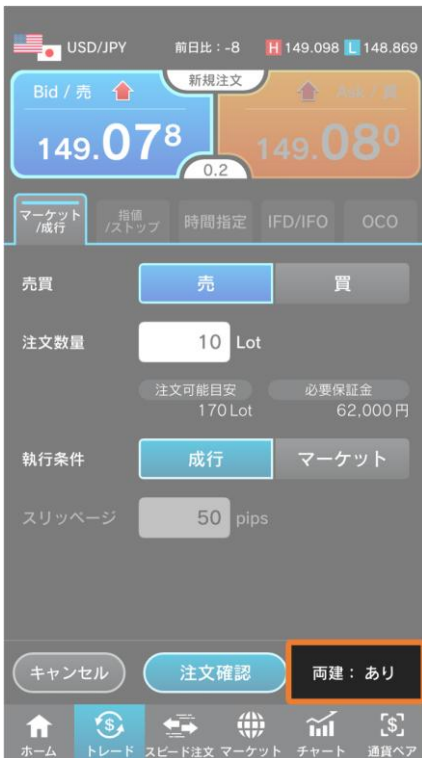 USD/JPY 前日比：-8 H 149.098 L 148.869
新規注文
Bid / 売 Ask / 買
149.078 149.080
0.2
マーケット/成行 指値/ストップ 時間指定 IFD/IFO OCO
売買 売 買
注文数量 10 Lot
注文可能目安 必要保証金
170 Lot 62,000 円
執行条件 成行 マーケット
スリッページ 50 pips
キャンセル 注文確認 両建： あり
ホーム トレード スピード注文 マーケット チャート 通貨ペア